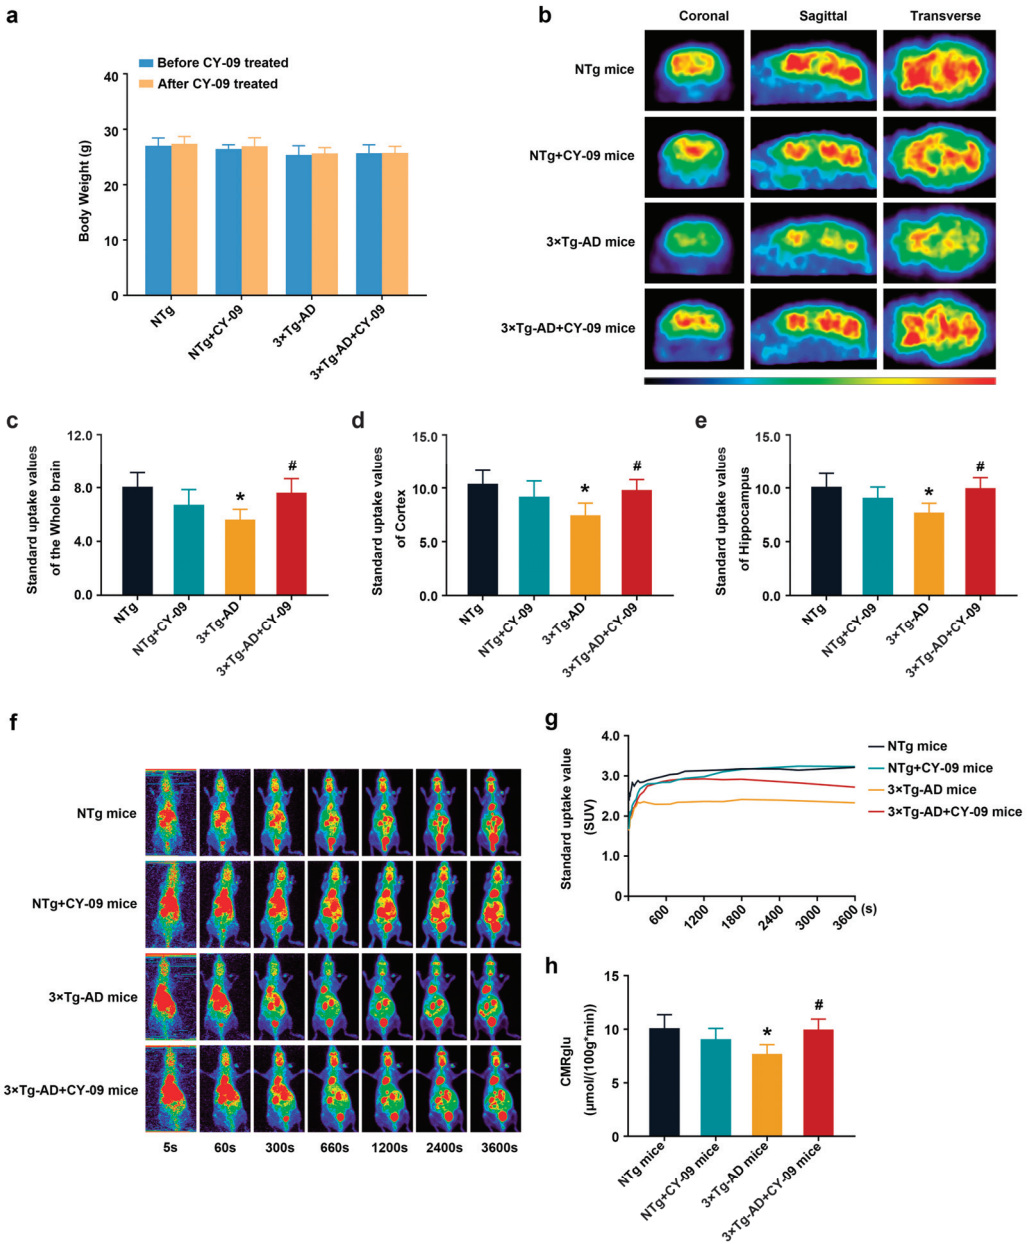 a
Before CY-09 treated
After CY-09 treated
Body Weight (g)
40
30
20
10
0
NTg
NTg+CY-09
3×Tg-AD
3×Tg-AD+CY-09
b
Coronal
Sagittal
Transverse
NTg mice
NTg+CY-09 mice
3×Tg-AD mice
3×Tg-AD+CY-09 mice
c
Standard uptake values
of the Whole brain
12.0
8.0
4.0
0.0
*
#
NTg
NTg+CY-09
3×Tg-AD
3×Tg-AD+CY-09
d
Standard uptake values
of Cortex
15.0
10.0
5.0
0.0
*
#
NTg
NTg+CY-09
3×Tg-AD
3×Tg-AD+CY-09
e
Standard uptake values
of Hippocampus
15.0
10.0
5.0
0.0
*
#
NTg
NTg+CY-09
3×Tg-AD
3×Tg-AD+CY-09
f
NTg mice
NTg+CY-09 mice
3×Tg-AD mice
3×Tg-AD+CY-09 mice
5s
60s
300s
660s
1200s
2400s
3600s
g
Standard uptake value
(SUV)
4.0
3.0
2.0
1.0
0
600
1200
1800
2400
3000
3600 (s)
NTg mice
NTg+CY-09 mice
3×Tg-AD mice
3×Tg-AD+CY-09 mice
h
CMRglu
(μmol/(100g*min))
15
10
5
0
*
#
NTg mice
NTg+CY-09 mice
3×Tg-AD mice
3×Tg-AD+CY-09 mice